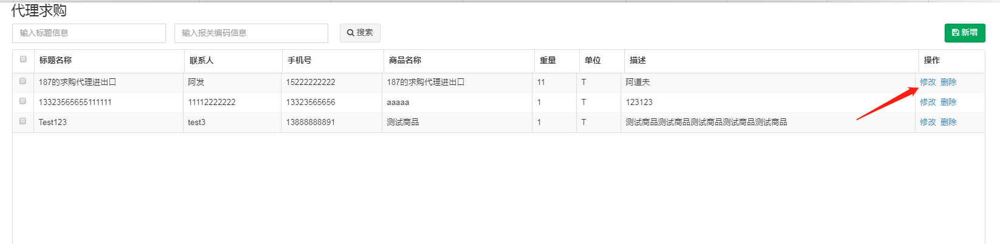 代理求购
输入标题信息 输入报关编码信息 搜索 新增
标题名称 联系人 手机号 商品名称 重量 单位 描述 操作
187的求购代理进出口 阿发 15222222222 187的求购代理进出口 11 T 阿道夫 修改 删除
13323565655111111 11112222222 13323565656 aaaaa 1 T 123123 修改 删除
Test123 test3 13888888891 测试商品 1 T 测试商品测试商品测试商品测试商品测试商品 修改 删除